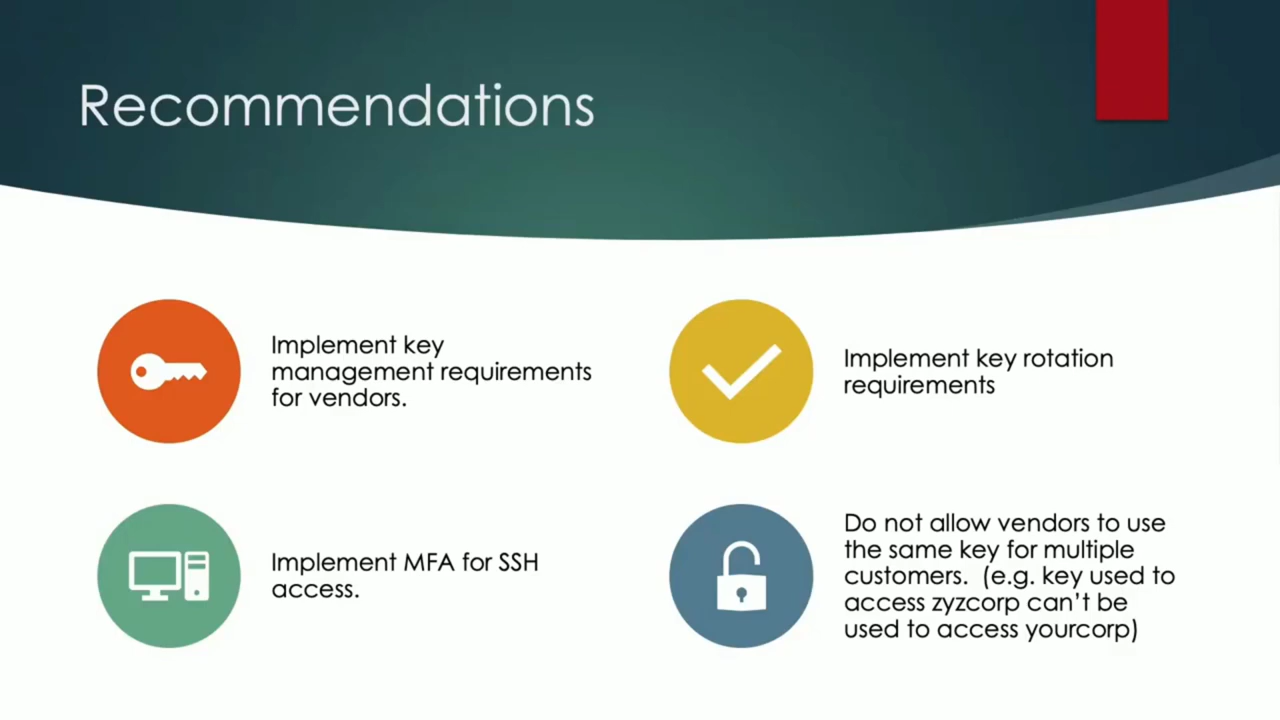 Recommendations
Implement key
management requirements
for vendors.
Implement key rotation
requirements
Implement MFA for SSH
access.
Do not allow vendors to use
the same key for multiple
customers.  (e.g. key used to
access zyzcorp can't be
used to access yourcorp)